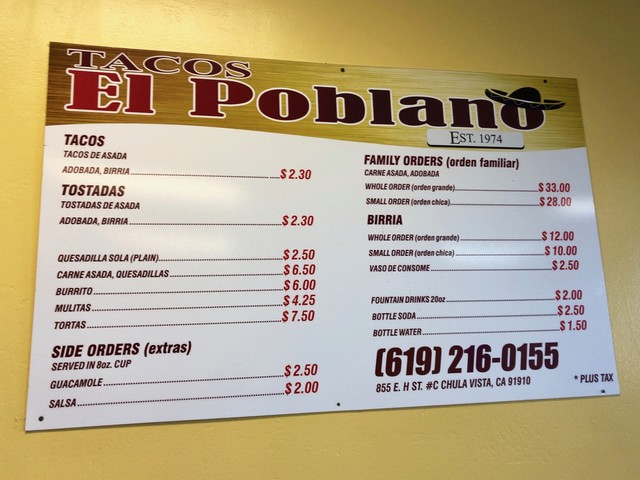 TACOS
El Poblano
EST. 1974
TACOS
TACOS DE ASADA
ADOBADA, BIRRIA $2.30
TOSTADAS
TOSTADAS DE ASADA
ADOBADA, BIRRIA $2.30
QUESADILLA SOLA (PLAIN) $2.50
CARNE ASADA, QUESADILLAS $6.50
BURRITO $6.00
MULITAS $4.25
TORTAS $7.50
SIDE ORDERS (extras)
SERVED IN 8oz. CUP
GUACAMOLE $2.50
SALSA $2.00
FAMILY ORDERS (orden familiar)
CARNE ASADA, ADOBADA
WHOLE ORDER (orden grande) $33.00
SMALL ORDER (orden chica) $28.00
BIRRIA
WHOLE ORDER (orden grande) $12.00
SMALL ORDER (orden chica) $10.00
VASO DE CONSOME $2.50
FOUNTAIN DRINKS 20oz $2.00
BOTTLE SODA $2.50
BOTTLE WATER $1.50
(619) 216-0155
855 E. H ST. #C CHULA VISTA, CA 91910
* PLUS TAX